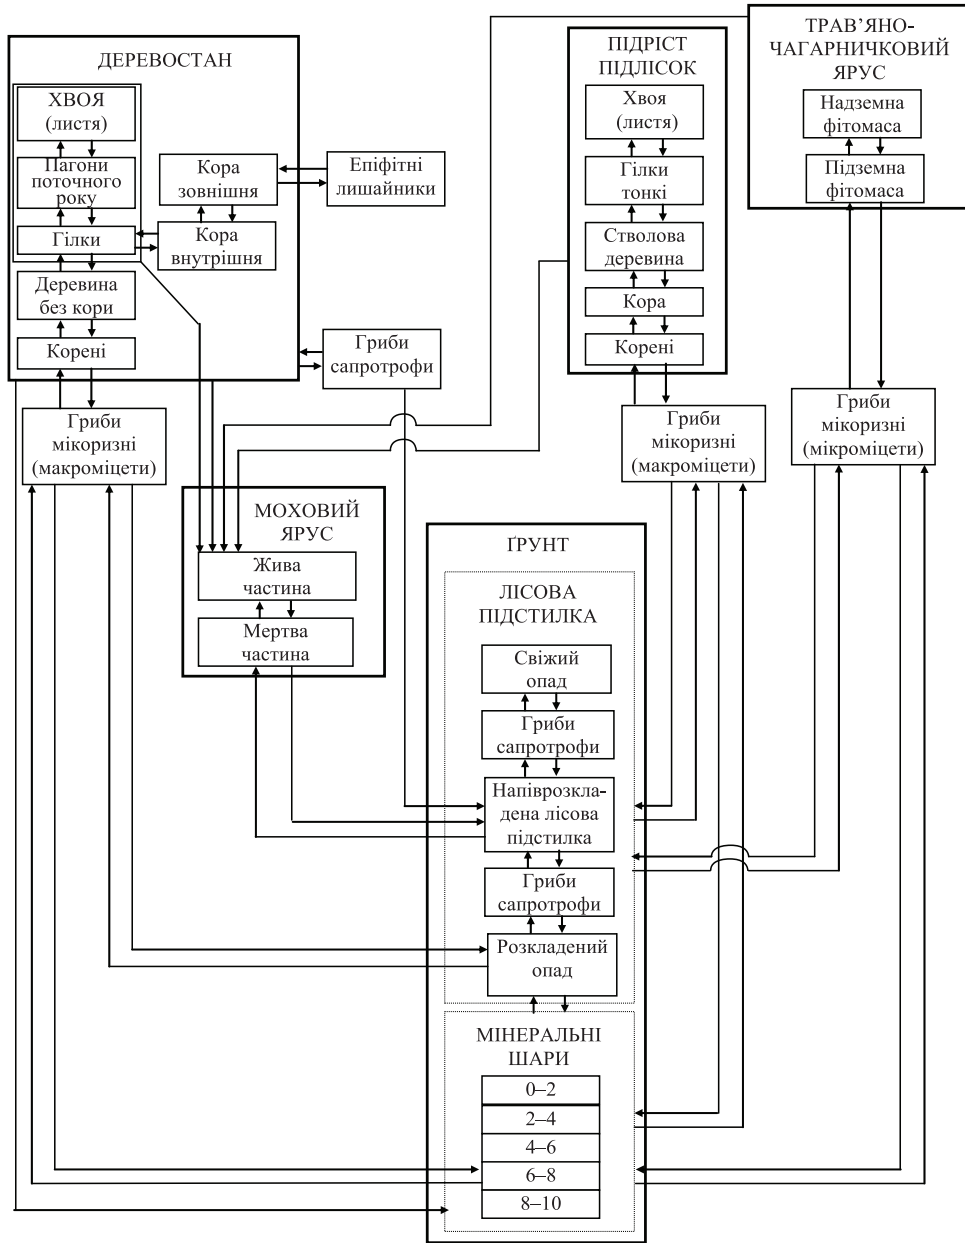 ДЕРЕВОСТАН
ХВОЯ
(листя)
Пагони
поточного
року
Гілки
Деревина
без кори
Корені
Кора
зовнішня
Кора
внутрішня
Епіфітні
лишайники
Гриби
сапротрофи
Гриби
мікоризні
(макроміцети)
ПІДРІСТ
ПІДЛІСОК
Хвоя
(листя)
Гілки
тонкі
Стволова
деревина
Кора
Корені
Гриби
мікоризні
(макроміцети)
ТРАВ’ЯНО-
ЧАГАРНИЧКОВИЙ
ЯРУС
Надземна
фітомаса
Підземна
фітомаса
Гриби
мікоризні
(мікроміцети)
МОХОВИЙ
ЯРУС
Жива
частина
Мертва
частина
ҐРУНТ
ЛІСОВА
ПІДСТИЛКА
Свіжий
опад
Гриби
сапротрофи
Напіврозкла-
дена лісова
підстилка
Гриби
сапротрофи
Розкладений
опад
МІНЕРАЛЬНІ
ШАРИ
0–2
2–4
4–6
6–8
8–10